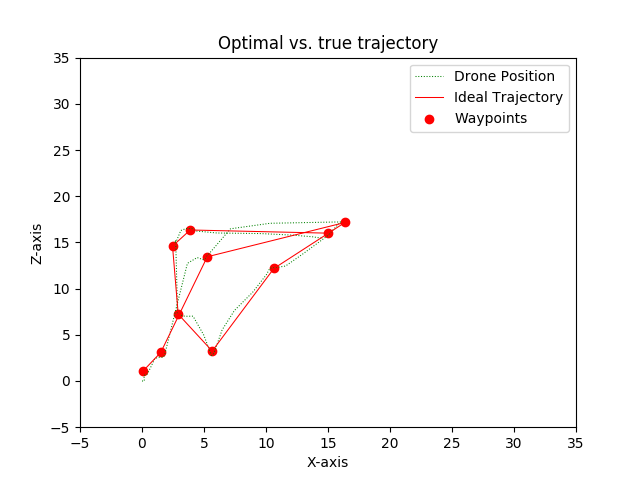 Optimal vs. true trajectory
Drone Position
Ideal Trajectory
Waypoints
35
30
25
20
15
10
5
0
−5
Z-axis
−5 0 5 10 15 20 25 30 35
X-axis